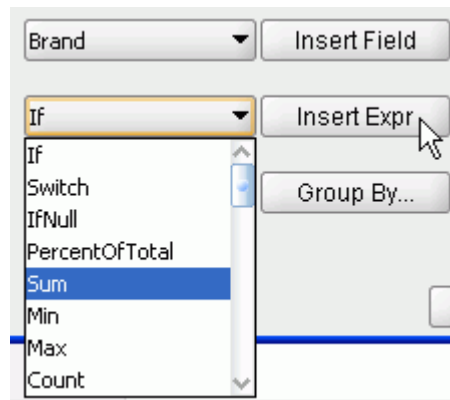 Brand Insert Field
If Insert Expr
If
Switch
IfNull Group By...
PercentOfTotal
Sum
Min
Max
Count